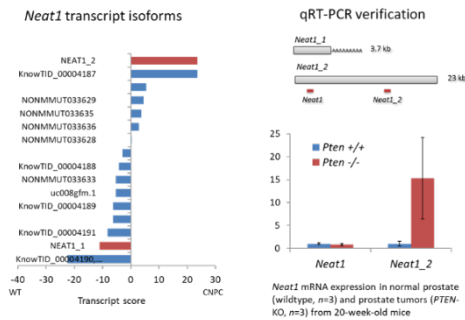 Neat1 transcript isoforms
NEAT1_2
KnowTID_00004187
NONMMUT033629
NONMMUT033635
NONMMUT033636
NONMMUT033628
KnowTID_00004188
NONMMUT033633
uc008gfm.1
KnowTID_00004189
KnowTID_00004191
NEAT1_1
KnowTID_00004190,...
-40 -30 -20 -10 0 10 20 30
WT CNPC
Transcript score
qRT-PCR verification
Neat1_1
AAAAAAAAA 3,7 kb
Neat1_2
23 kb
Neat1 Neat1_2
25
20
15
10
5
0
Pten +/+
Pten -/-
Neat1 Neat1_2
Neat1 mRNA expression in normal prostate
(wildtype, n=3) and prostate tumors (PTEN-
KO, n=3) from 20-week-old mice